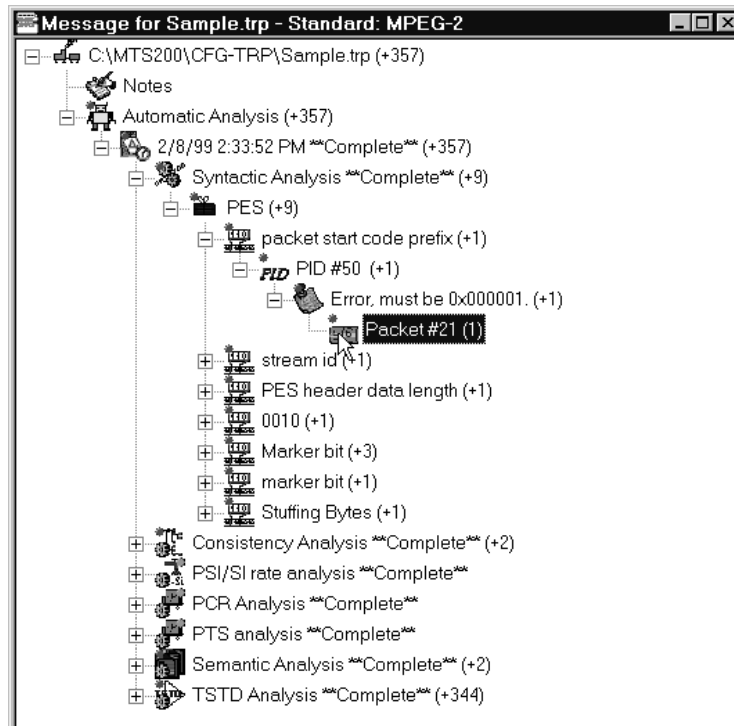 Message for Sample.trp - Standard: MPEG-2
C:\MTS200\CFG-TRP\Sample.trp (+357)
Notes
Automatic Analysis (+357)
2/8/99 2:33:52 PM **Complete** (+357)
Syntactic Analysis **Complete** (+9)
PES (+9)
packet start code prefix (+1)
PID PID #50 (+1)
Error, must be 0x000001. (+1)
Packet #21 (1)
stream id (+1)
PES header data length (+1)
0010 (+1)
Marker bit (+3)
marker bit (+1)
Stuffing Bytes (+1)
Consistency Analysis **Complete** (+2)
PSI/SI rate analysis **Complete**
PCR Analysis **Complete**
PTS analysis **Complete**
Semantic Analysis **Complete** (+2)
TSTD Analysis **Complete** (+344)